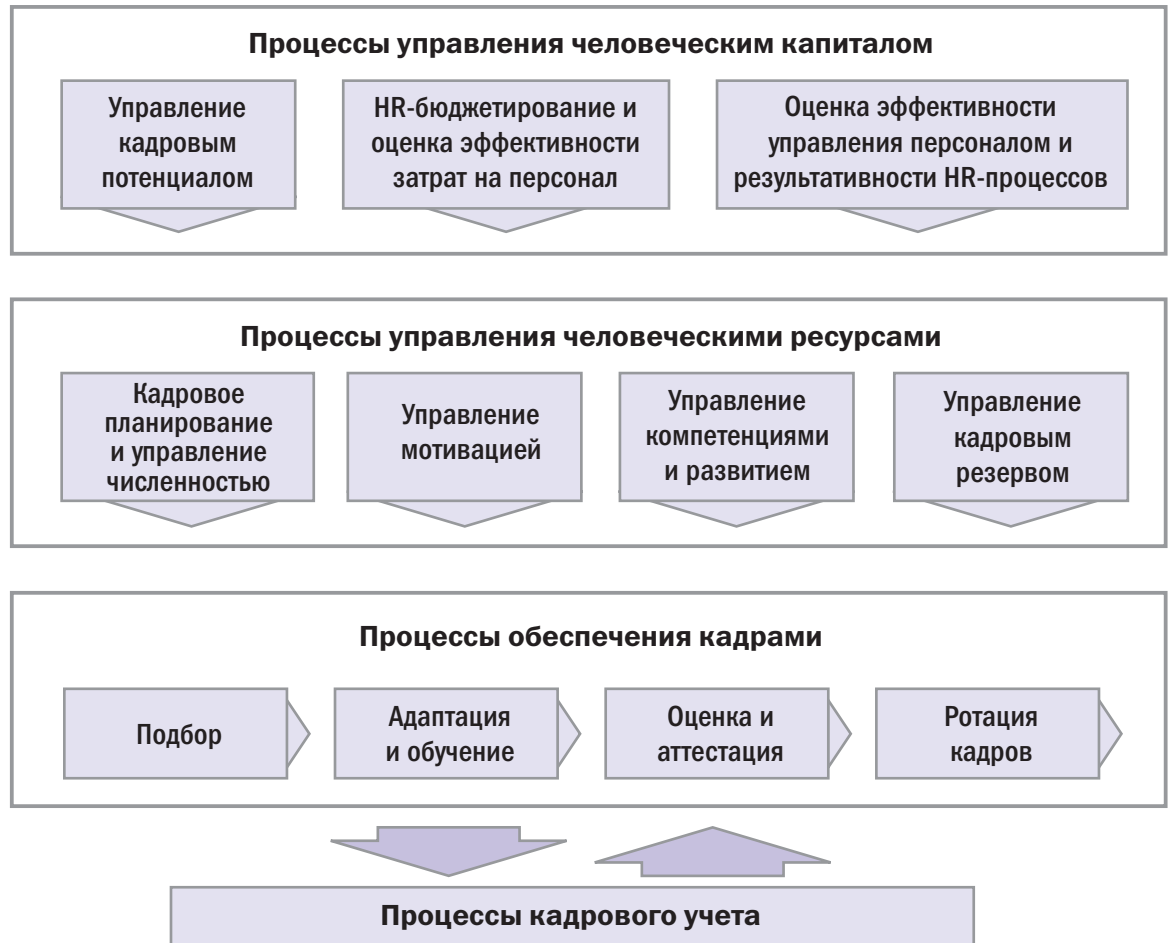 Процессы управления человеческим капиталом
Управление
кадровым
потенциалом
HR-бюджетирование и
оценка эффективности
затрат на персонал
Оценка эффективности
управления персоналом и
результативности HR-процессов
Процессы управления человеческими ресурсами
Кадровое
планирование
и управление
численностью
Управление
мотивацией
Управление
компетенциями
и развитием
Управление
кадровым
резервом
Процессы обеспечения кадрами
Подбор
Адаптация
и обучение
Оценка и
аттестация
Ротация
кадров
Процессы кадрового учета